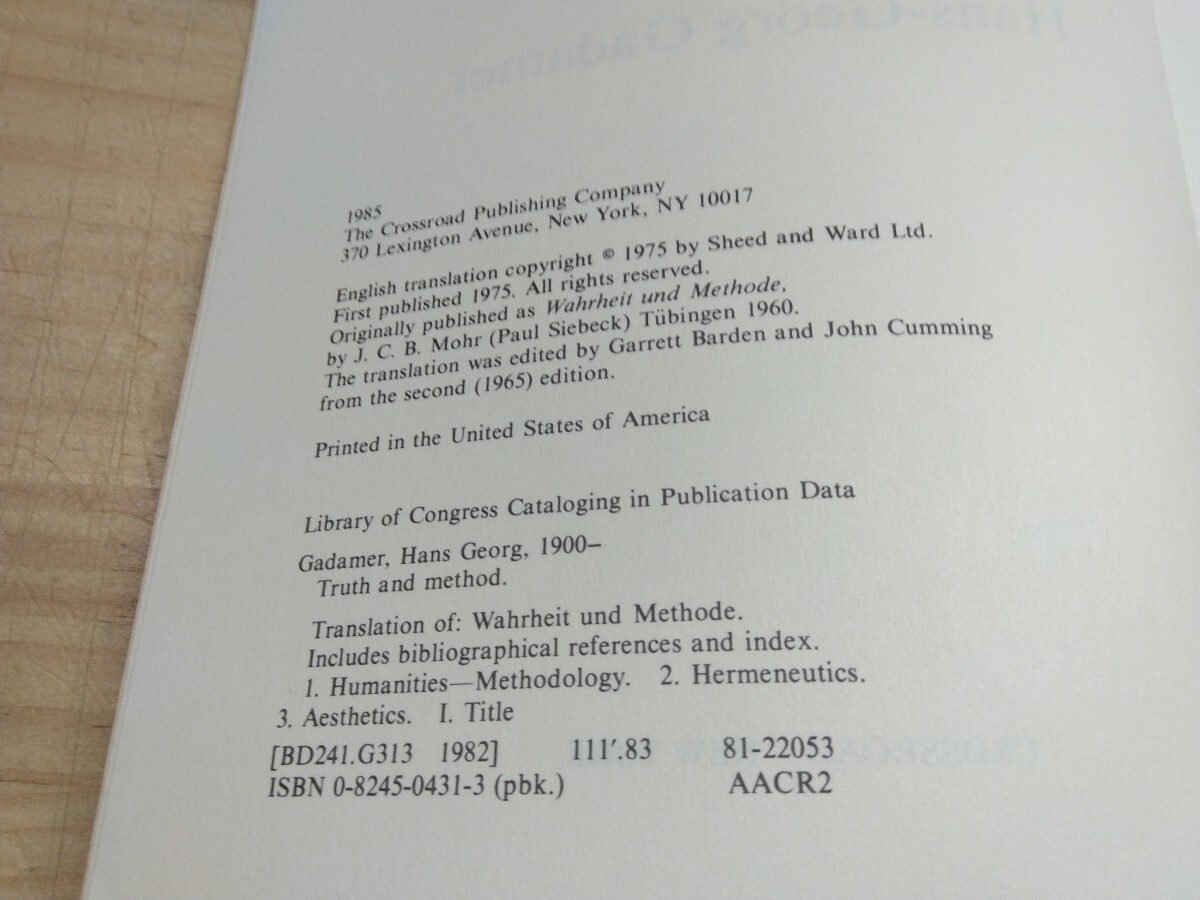 Hans-Georg Gadamer
1985
The Crossroad Publishing Company
370 Lexington Avenue, New York, NY 10017
English translation copyright © 1975 by Sheed and Ward Ltd.
First published 1975. All rights reserved.
Originally published as Wahrheit und Methode,
by J. C. B. Mohr (Paul Siebeck) Tübingen 1960.
The translation was edited by Garrett Barden and John Cumming
from the second (1965) edition.
Printed in the United States of America
Library of Congress Cataloging in Publication Data
Gadamer, Hans Georg, 1900–
Truth and method.
Translation of: Wahrheit und Methode.
Includes bibliographical references and index.
1. Humanities—Methodology. 2. Hermeneutics.
3. Aesthetics. I. Title
[BD241.G313 1982] 111'.83 81-22053
ISBN 0-8245-0431-3 (pbk.) AACR2